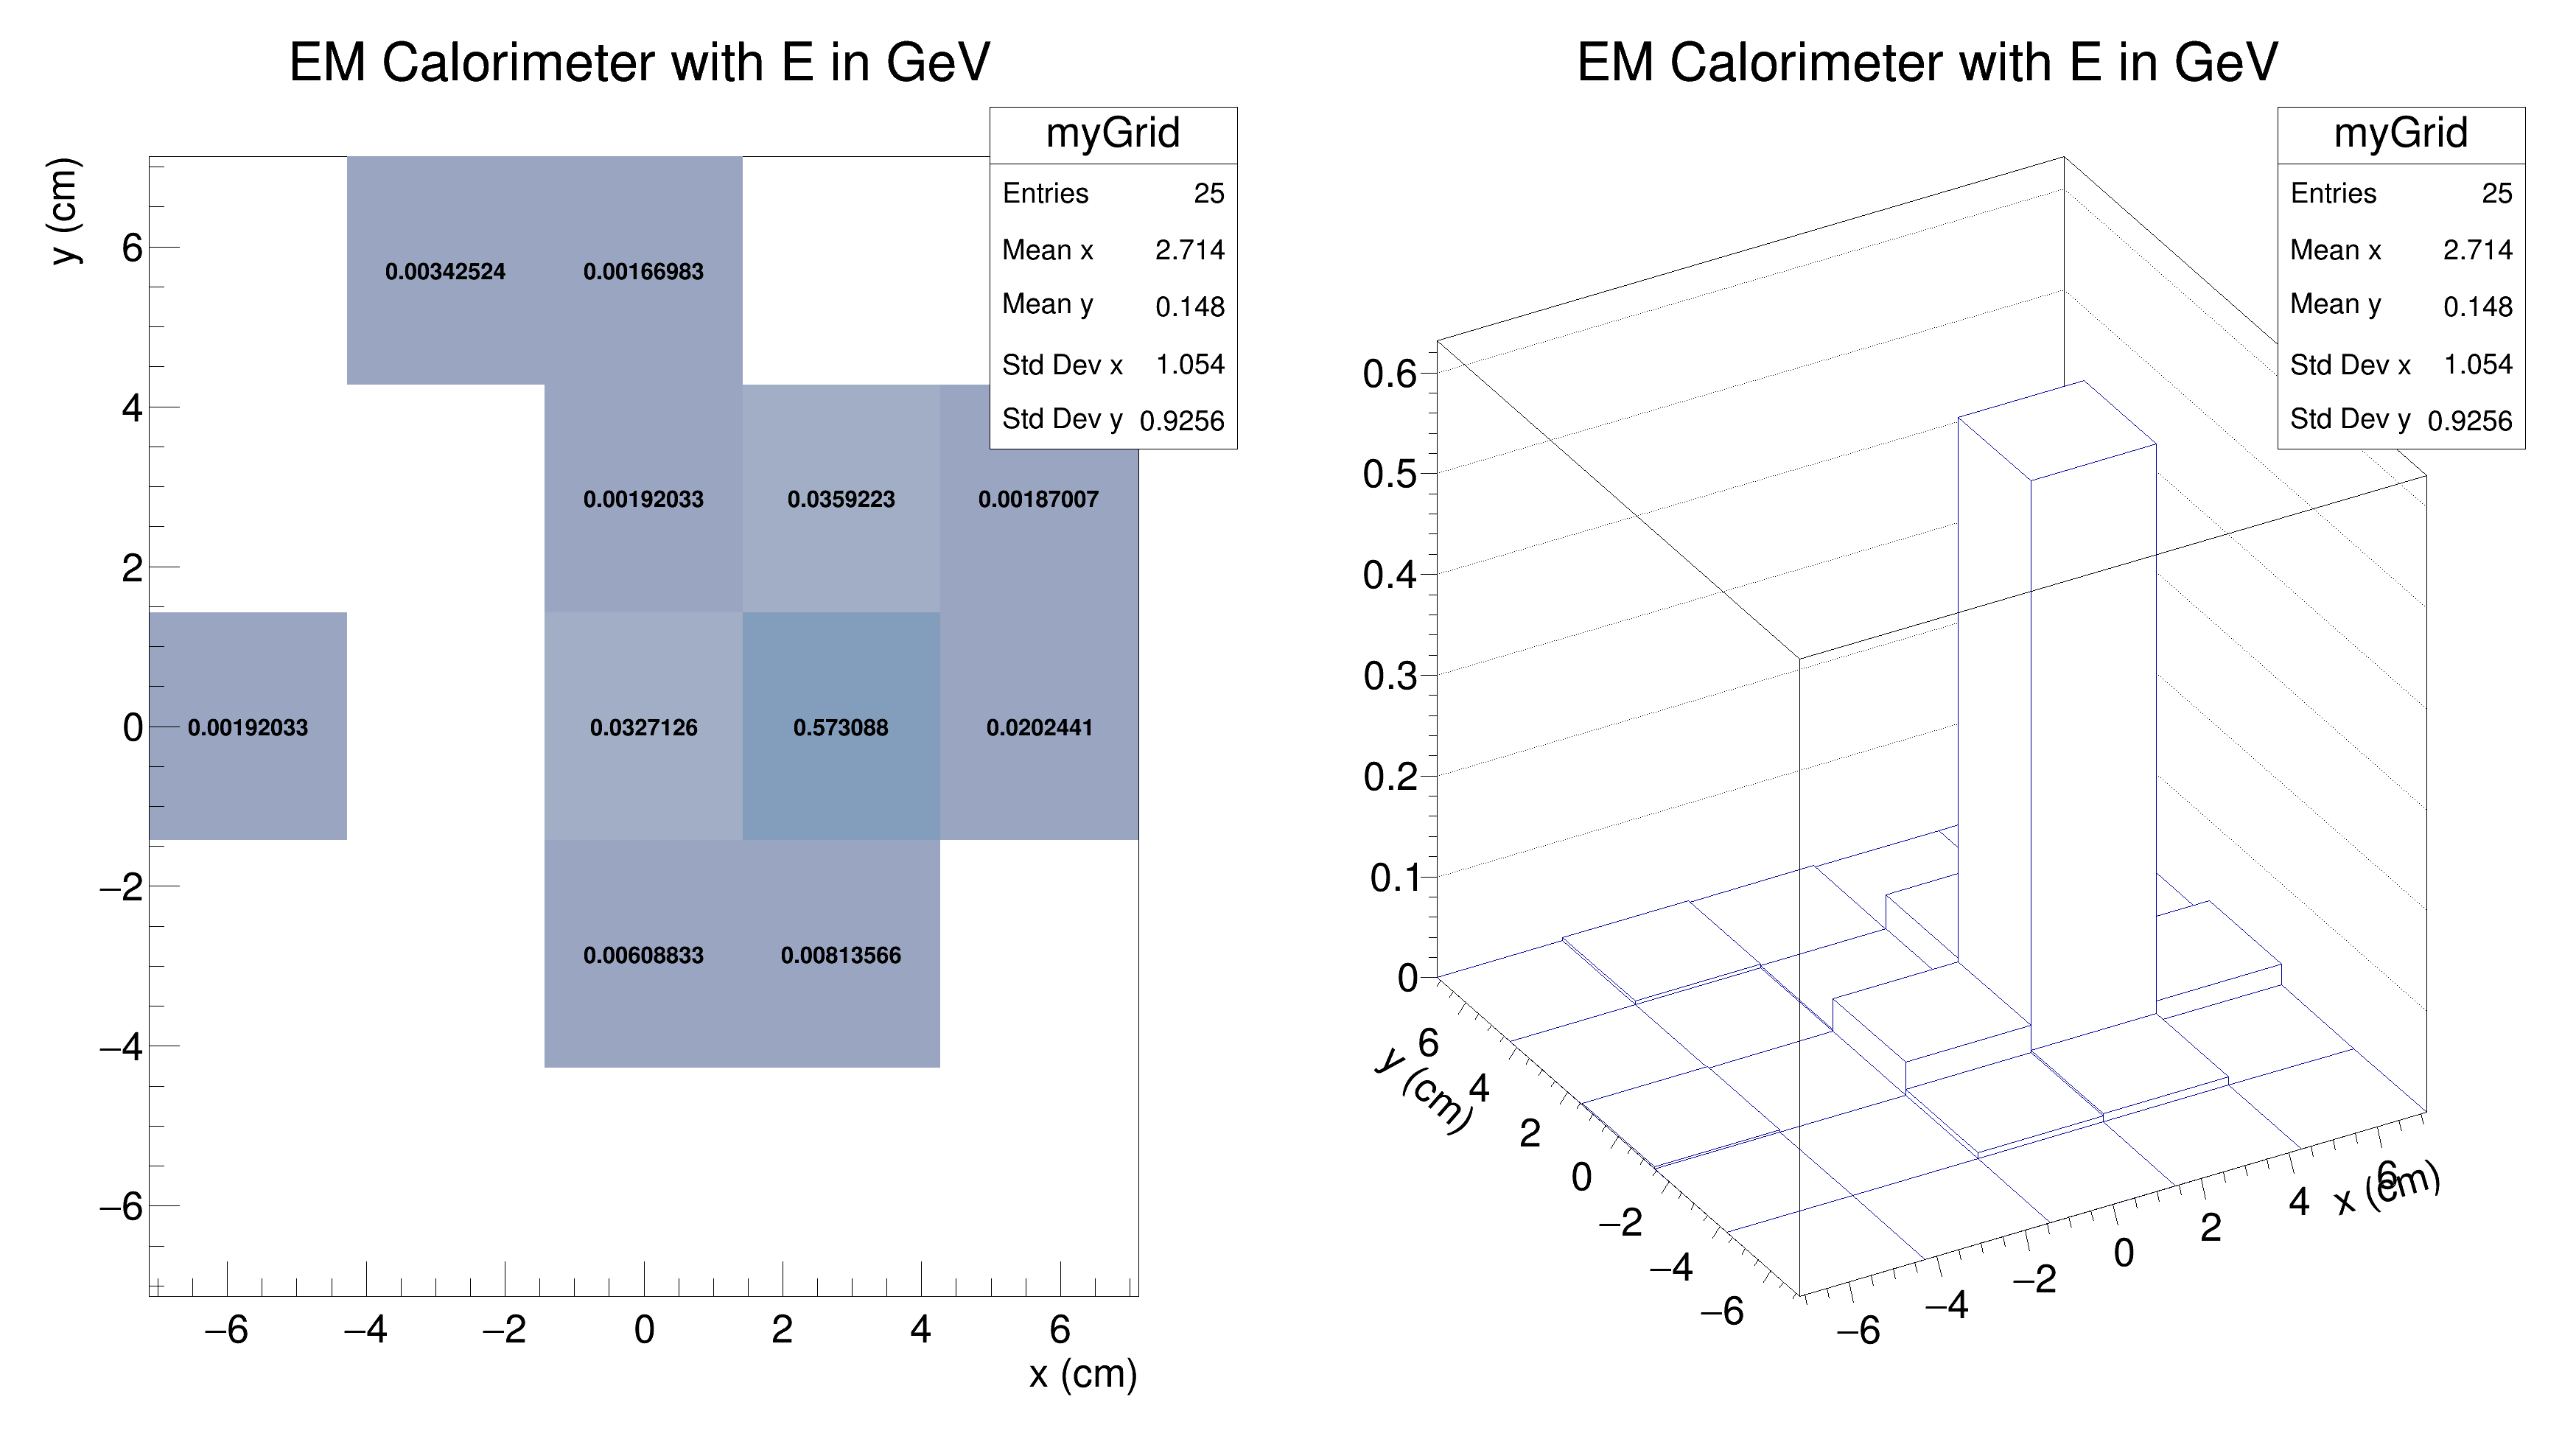 EM Calorimeter with E in GeV
myGrid
Entries 25
Mean x 2.714
Mean y 0.148
Std Dev x 1.054
Std Dev y 0.9256
y (cm)
6
4
2
0
−2
−4
−6
0.00342524 0.00166983
0.00192033 0.0359223 0.00187007
0.00192033 0.0327126 0.573088 0.0202441
0.00608833 0.00813566
−6 −4 −2 0 2 4 6
x (cm)
EM Calorimeter with E in GeV
myGrid
Entries 25
Mean x 2.714
Mean y 0.148
Std Dev x 1.054
Std Dev y 0.9256
0.6
0.5
0.4
0.3
0.2
0.1
0
6
4
2
0
−2
−4
−6
y (cm)
−6
−4
−2
0
2
4
6
x (cm)